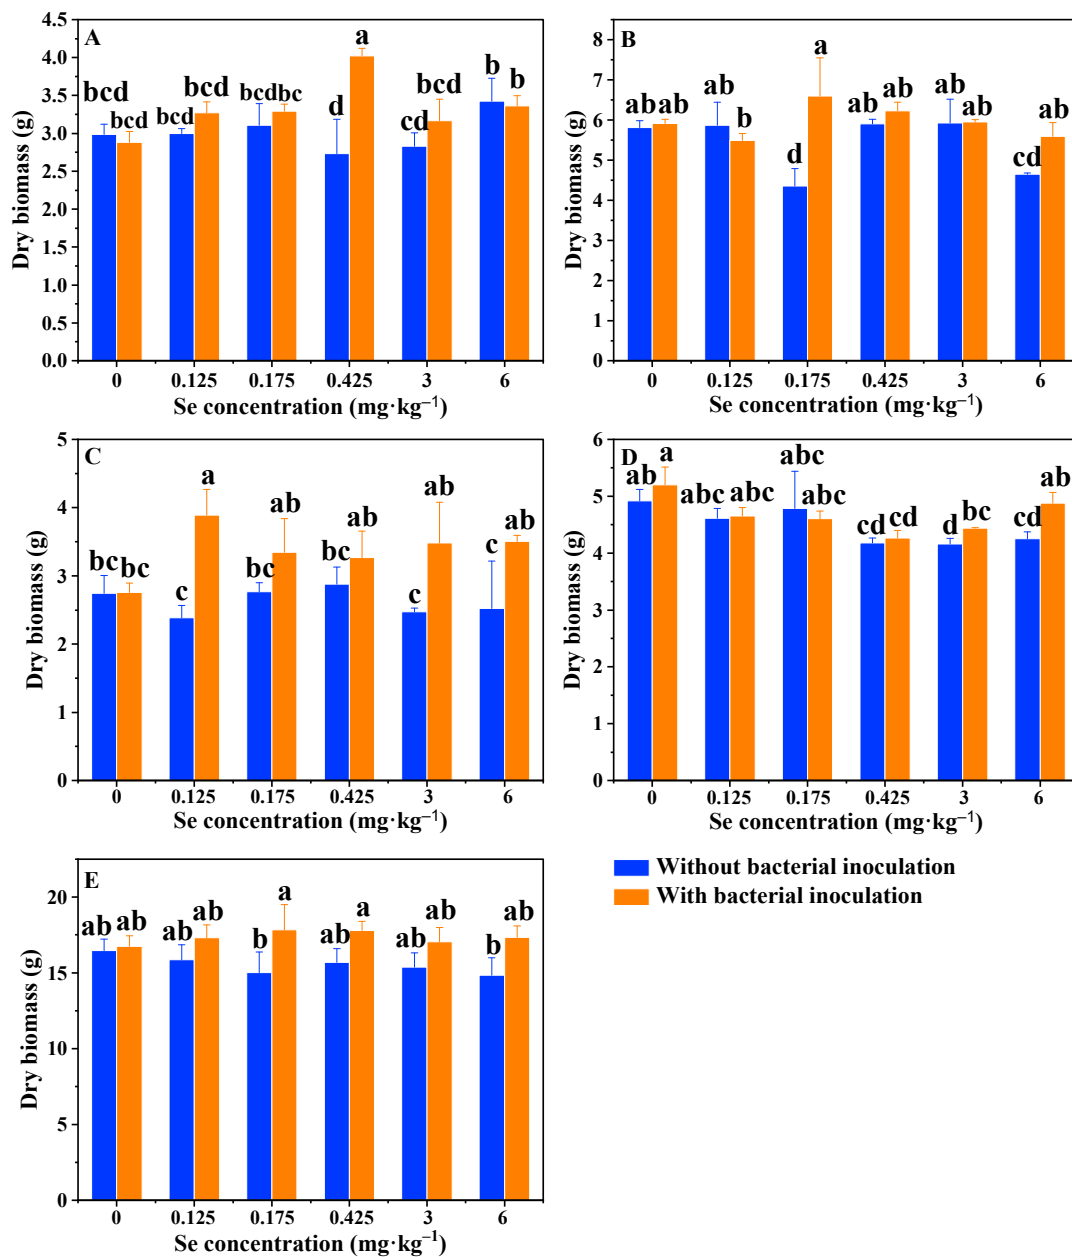 A
Dry biomass (g)
4.5
4.0
3.5
3.0
2.5
2.0
1.5
1.0
0.5
0.0
bcd bcd bcd bcd bcd bc d a cd bcd b b
0 0.125 0.175 0.425 3 6
Se concentration (mg·kg⁻¹)
B
Dry biomass (g)
8
7
6
5
4
3
2
1
0
ab ab ab b d a ab ab ab ab cd ab
0 0.125 0.175 0.425 3 6
Se concentration (mg·kg⁻¹)
C
Dry biomass (g)
5
4
3
2
1
0
bc bc c a bc ab bc ab c ab c ab
0 0.125 0.175 0.425 3 6
Se concentration (mg·kg⁻¹)
D
Dry biomass (g)
6
5
4
3
2
1
0
ab a abc abc abc abc cd cd d bc cd ab
0 0.125 0.175 0.425 3 6
Se concentration (mg·kg⁻¹)
E
Dry biomass (g)
20
15
10
5
0
ab ab ab ab b a ab a ab ab b ab
0 0.125 0.175 0.425 3 6
Se concentration (mg·kg⁻¹)
Without bacterial inoculation
With bacterial inoculation